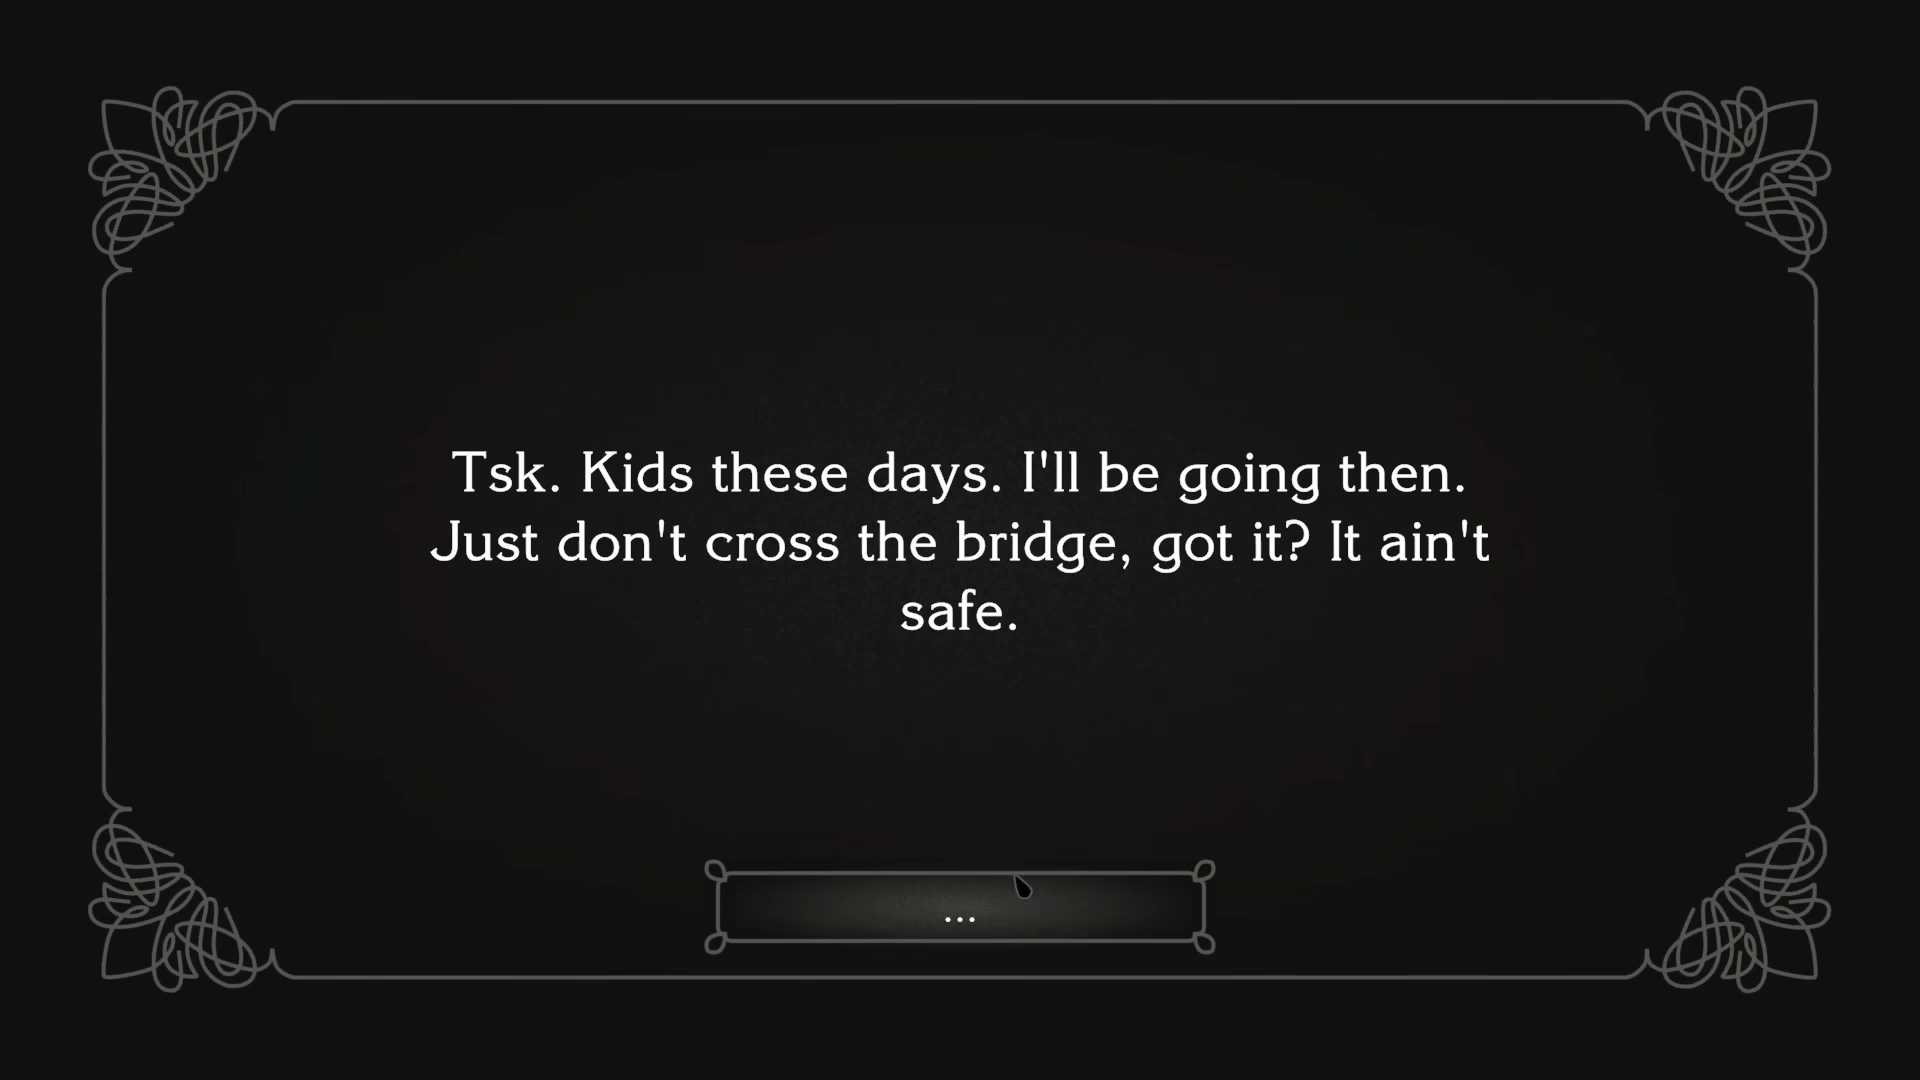 Tsk. Kids these days. I'll be going then.
Just don't cross the bridge, got it? It ain't
safe.
...